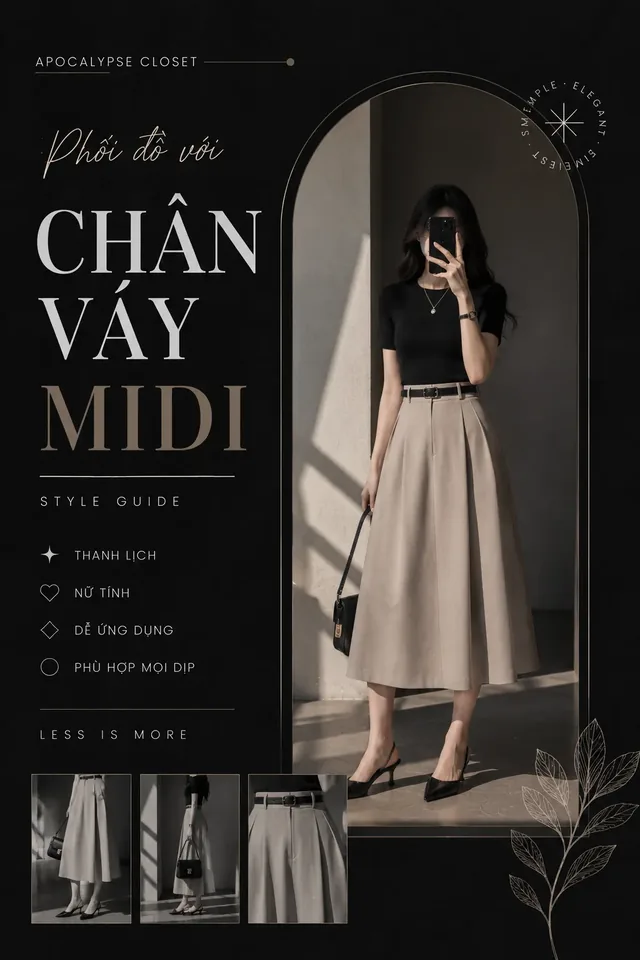 APOCALYPSE CLOSET
Phối đồ với
CHÂN
VÁY
MIDI
STYLE GUIDE
THANH LỊCH
NỮ TÍNH
DỄ ỨNG DỤNG
PHÙ HỢP MỌI DỊP
LESS IS MORE
ELEGANT